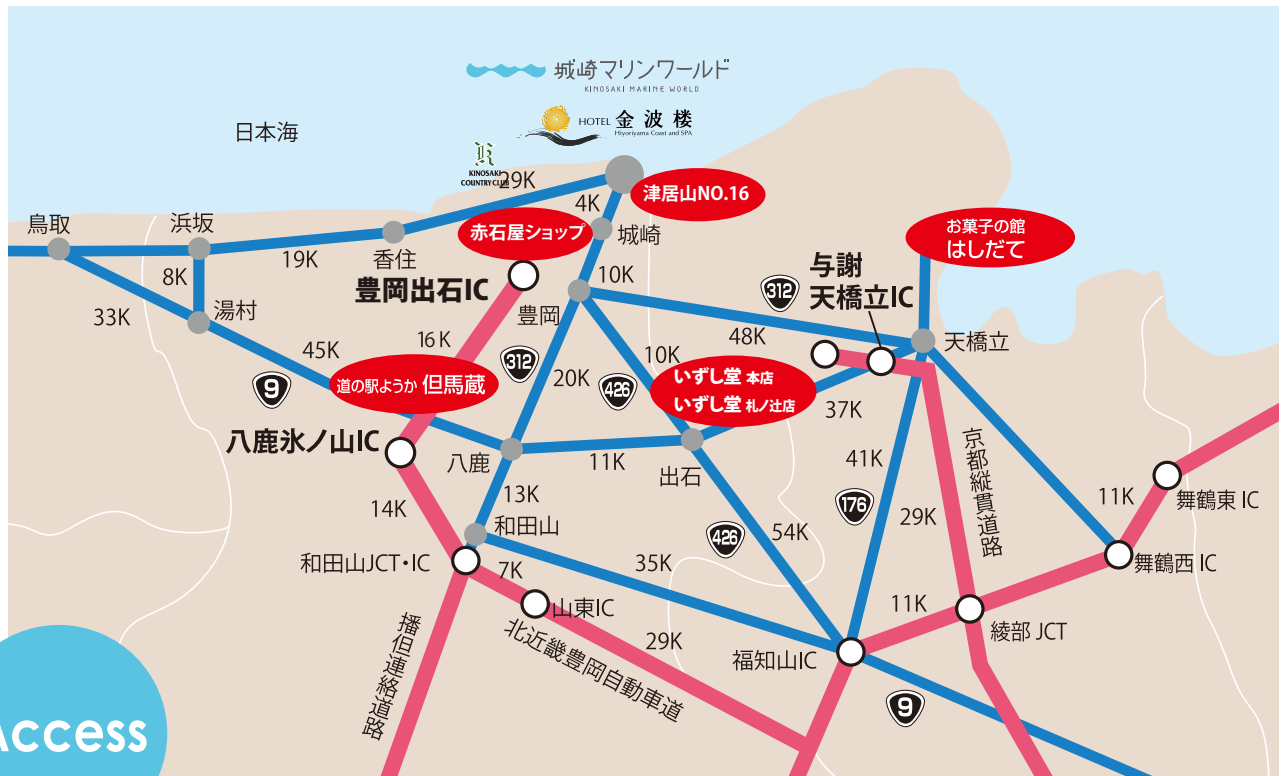 城崎マリンワールド
KINOSAKI MARINE WORLD
HOTEL 金波楼
Hiyoriyama Coast and SPA
日本海
KINOSAKI
COUNTRY CLUB
29K
津居山NO.16
4K
鳥取
浜坂
赤石屋ショップ
城崎
お菓子の館
はしだて
香住
19K
8K
豊岡出石IC
10K
312
与謝
天橋立IC
33K
湯村
豊岡
16K
48K
天橋立
45K
312
10K
9
道の駅ようか 但馬蔵
20K
426
いずし堂 本店
いずし堂 札ノ辻店
37K
八鹿氷ノ山IC
八鹿
11K
出石
41K
京都縦貫道路
13K
11K
舞鶴東 IC
14K
和田山
176
29K
426
54K
和田山JCT・IC
7K
35K
舞鶴西 IC
山東IC
11K
播但連絡道路
北近畿豊岡自動車道
29K
福知山IC
綾部 JCT
9
Access